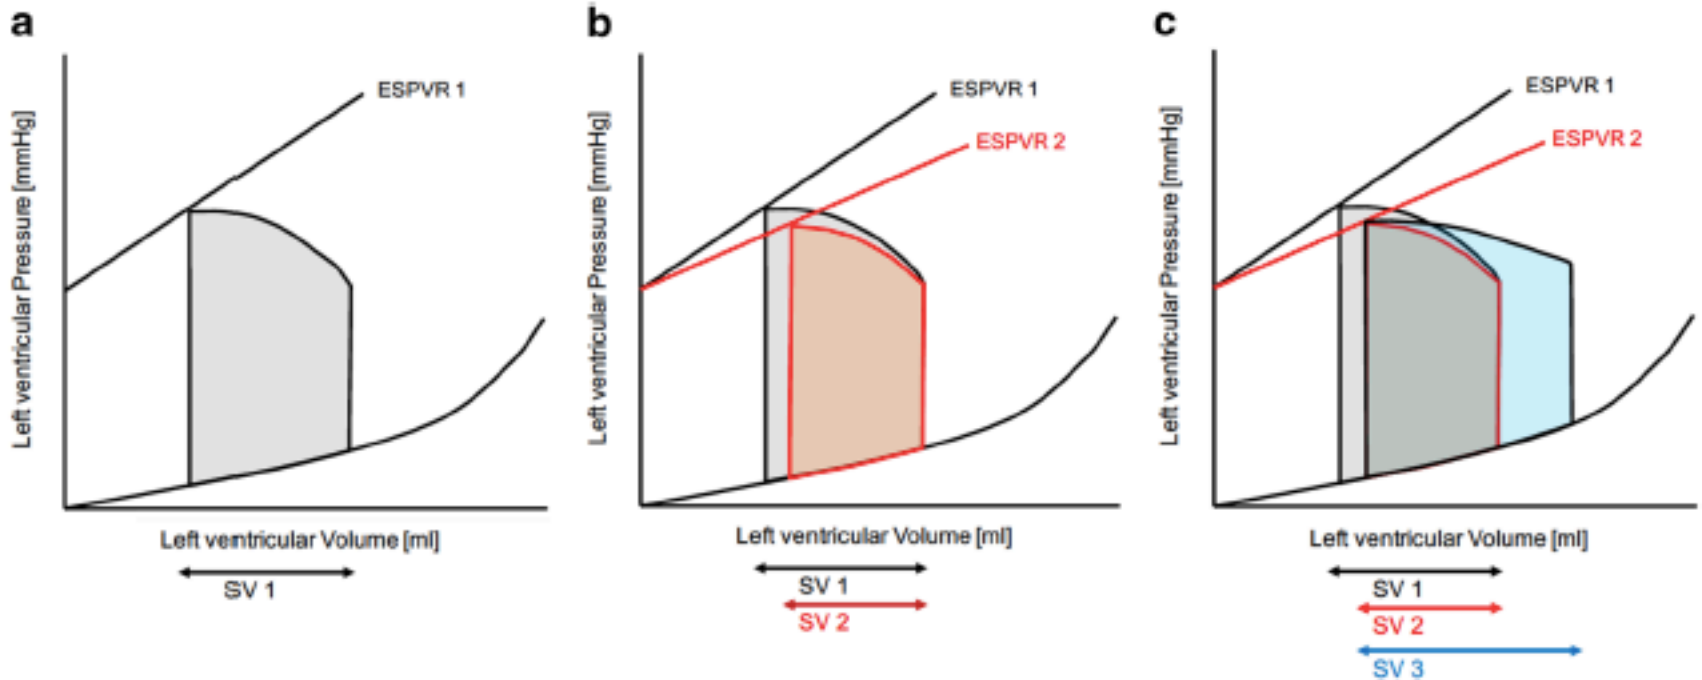 a
ESPVR 1
Left ventricular Pressure [mmHg]
Left ventricular Volume [ml]
SV 1
b
ESPVR 1
ESPVR 2
Left ventricular Pressure [mmHg]
Left ventricular Volume [ml]
SV 1
SV 2
c
ESPVR 1
ESPVR 2
Left ventricular Pressure [mmHg]
Left ventricular Volume [ml]
SV 1
SV 2
SV 3